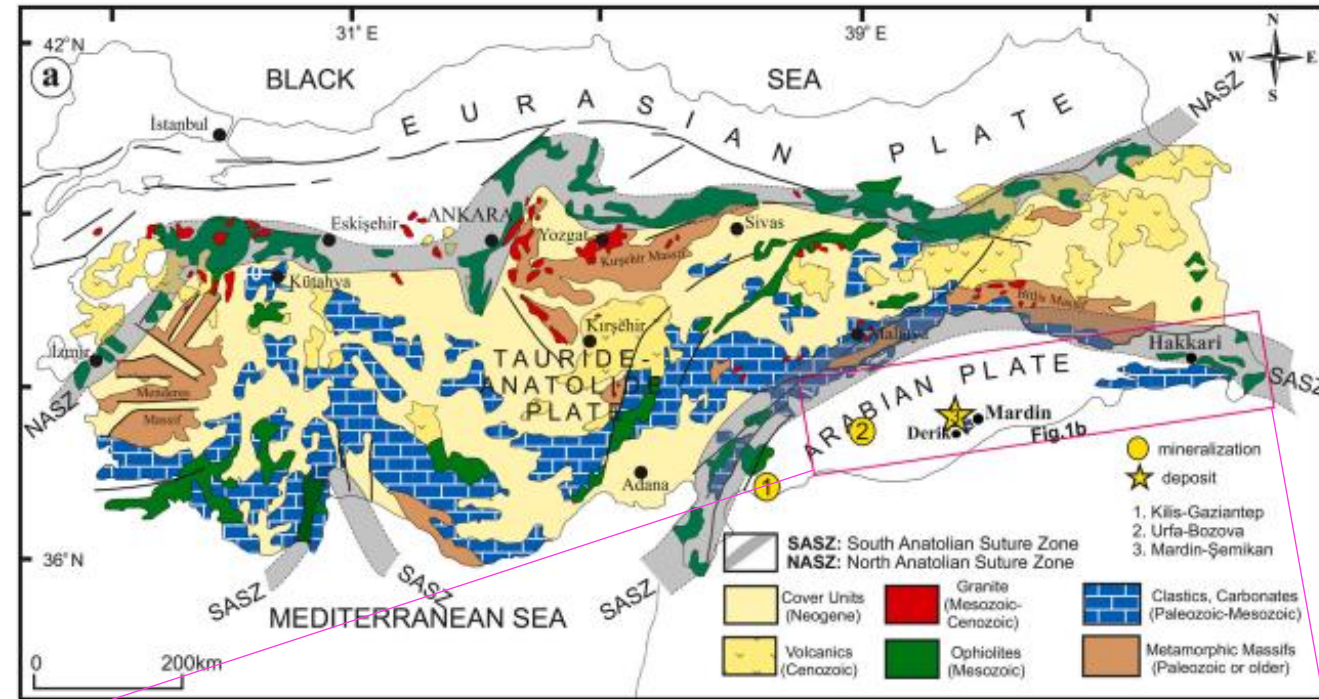 31° E
39° E
42°N
N
W E
S
a
BLACK SEA
EURASIAN PLATE
NASZ
İstanbul
Eskişehir
ANKARA
Yozgat
Sivas
Kırşehir Massif
Kütahya
Bitlis Massif
Kırşehir
Malatya
İzmir
Hakkari
TAURIDE-
ANATOLIDE
PLATE
ARABIAN PLATE
SASZ
Menderes
Massif
NASZ
3
Mardin
Derik
2
Fig.1b
mineralization
Adana
deposit
1
1. Kilis-Gaziantep
2. Urfa-Bozova
3. Mardin-Şemikan
36°N
SASZ: South Anatolian Suture Zone
NASZ: North Anatolian Suture Zone
SASZ
SASZ
SASZ
MEDITERRANEAN SEA
Cover Units
(Neogene)
Granite
(Mesozoic-
Cenozoic)
Clastics, Carbonates
(Paleozoic-Mesozoic)
Volcanics
(Cenozoic)
Ophiolites
(Mesozoic)
Metamorphic Massifs
(Paleozoic or older)
0 200km